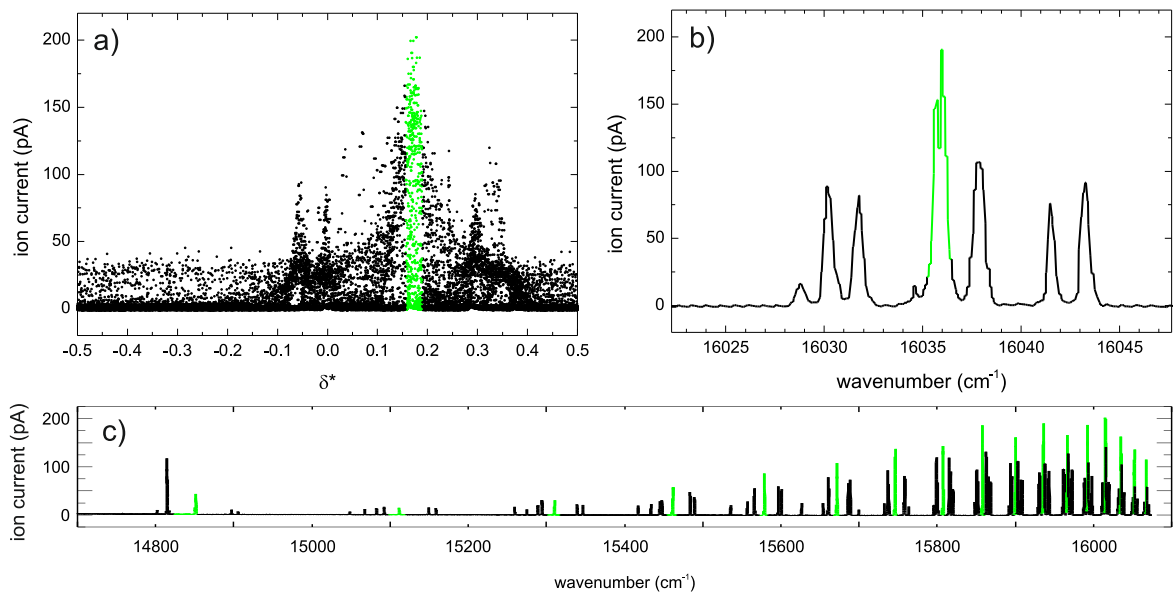 a)
ion current (pA)
200
150
100
50
0
-0.5 -0.4 -0.3 -0.2 -0.1 0.0 0.1 0.2 0.3 0.4 0.5
δ*
b)
ion current (pA)
200
150
100
50
0
16025 16030 16035 16040 16045
wavenumber (cm⁻¹)
c)
ion current (pA)
200
100
0
14800 15000 15200 15400 15600 15800 16000
wavenumber (cm⁻¹)